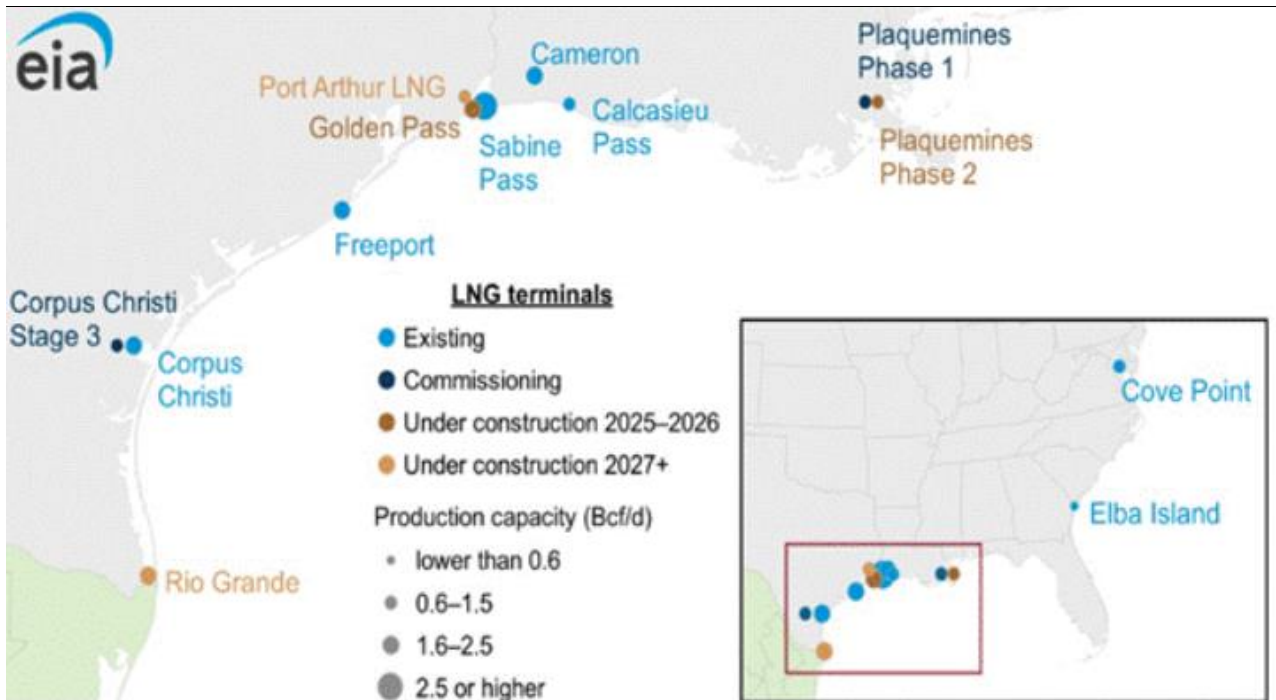 eia
Plaquemines
Phase 1
Cameron
Port Arthur LNG
Golden Pass
Calcasieu
Pass
Sabine
Pass
Plaquemines
Phase 2
Freeport
Corpus Christi
Stage 3
Corpus
Christi
Rio Grande
LNG terminals
Existing
Commissioning
Under construction 2025–2026
Under construction 2027+
Production capacity (Bcf/d)
lower than 0.6
0.6–1.5
1.6–2.5
2.5 or higher
Cove Point
Elba Island